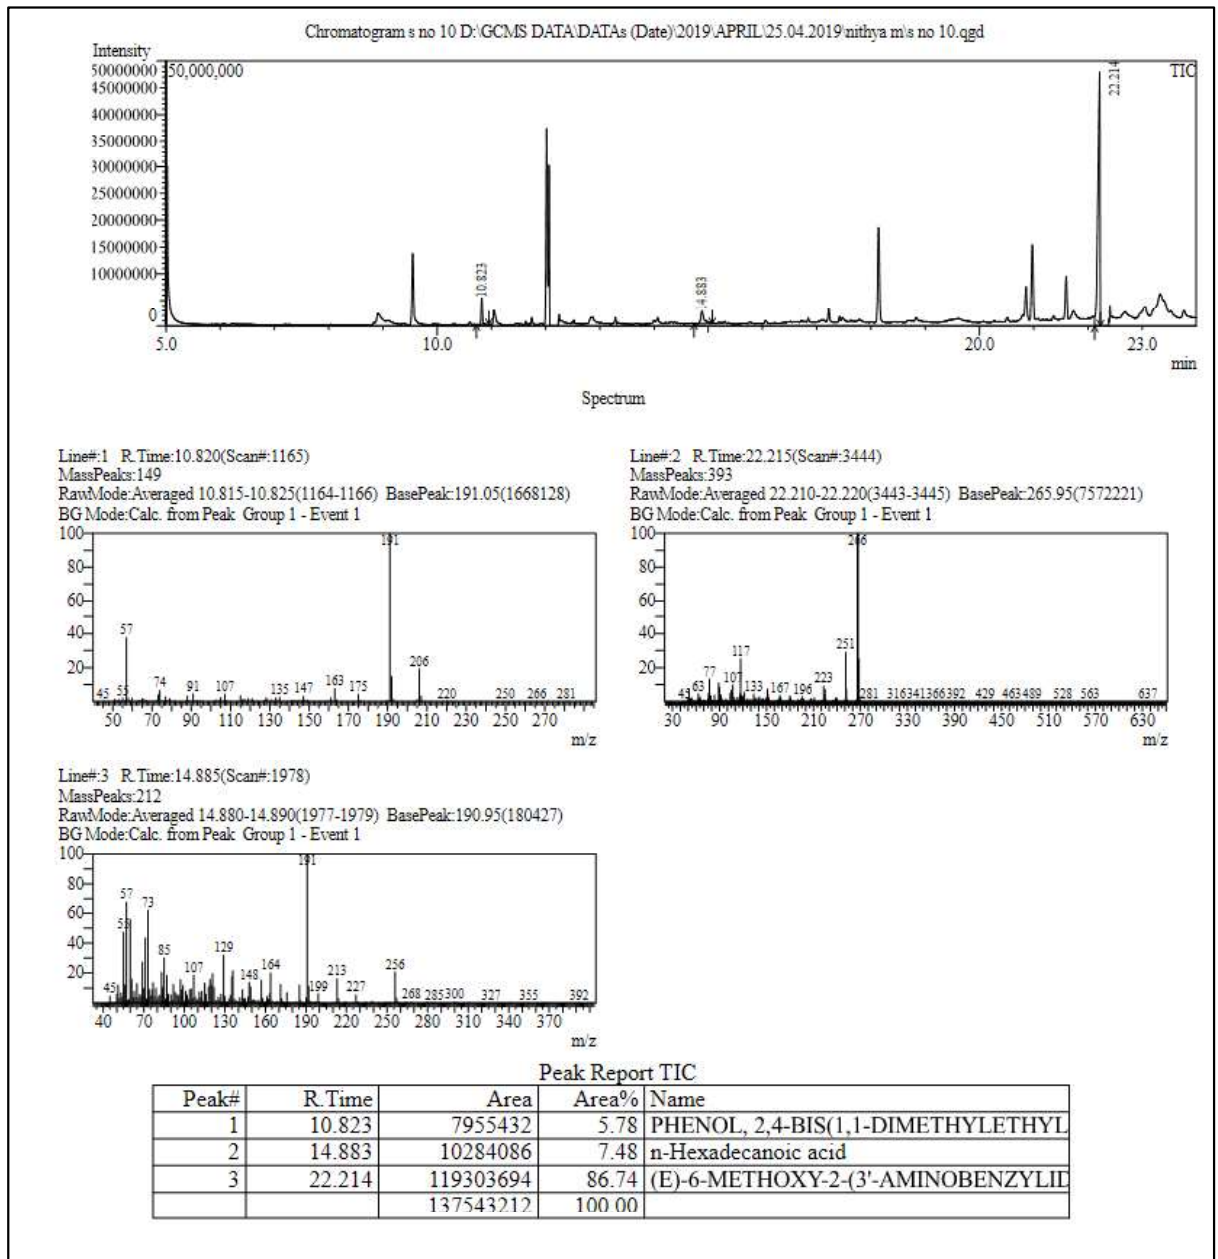 Chromatogram s no 10 D:\GCMS DATA\DATAs (Date)\2019\APRIL\25.04.2019\nithya m\s no 10.qgd
Intensity
50,000,000
TIC
50000000
45000000
40000000
35000000
30000000
25000000
20000000
15000000
10000000
0
10.823
4.883
22.214
5.0 10.0 20.0 23.0
min
Spectrum
Line#:1 R.Time:10.820(Scan#:1165)
MassPeaks:149
RawMode:Averaged 10.815-10.825(1164-1166) BasePeak:191.05(1668128)
BG Mode:Calc. from Peak Group 1 - Event 1
100
80
60
40
20
45 55 57 74 91 107 135 147 163 175 191 206 220 250 266 281
50 70 90 110 130 150 170 190 210 230 250 270
m/z
Line#:2 R.Time:22.215(Scan#:3444)
MassPeaks:393
RawMode:Averaged 22.210-22.220(3443-3445) BasePeak:265.95(7572221)
BG Mode:Calc. from Peak Group 1 - Event 1
100
80
60
40
20
63 77 107 117 133 167 196 223 251 266 281 316 341 366 392 429 463 489 528 563 637
30 90 150 210 270 330 390 450 510 570 630
m/z
Line#:3 R.Time:14.885(Scan#:1978)
MassPeaks:212
RawMode:Averaged 14.880-14.890(1977-1979) BasePeak:190.95(180427)
BG Mode:Calc. from Peak Group 1 - Event 1
100
80
60
40
20
45 55 57 73 85 107 129 148 164 191 199 213 227 256 268 285 300 327 355 392
40 70 100 130 160 190 220 250 280 310 340 370
m/z
Peak Report TIC
Peak# R.Time Area Area% Name
1 10.823 7955432 5.78 PHENOL, 2,4-BIS(1,1-DIMETHYLETHYL
2 14.883 10284086 7.48 n-Hexadecanoic acid
3 22.214 119303694 86.74 (E)-6-METHOXY-2-(3'-AMINOBENZYLID
137543212 100.00